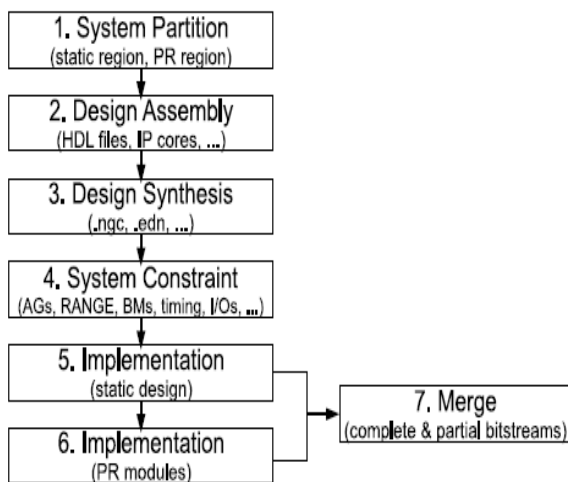 1. System Partition
(static region, PR region)
2. Design Assembly
(HDL files, IP cores, ...)
3. Design Synthesis
(.ngc, .edn, ...)
4. System Constraint
(AGs, RANGE, BMs, timing, I/Os, ...)
5. Implementation
(static design)
6. Implementation
(PR modules)
7. Merge
(complete & partial bitstreams)